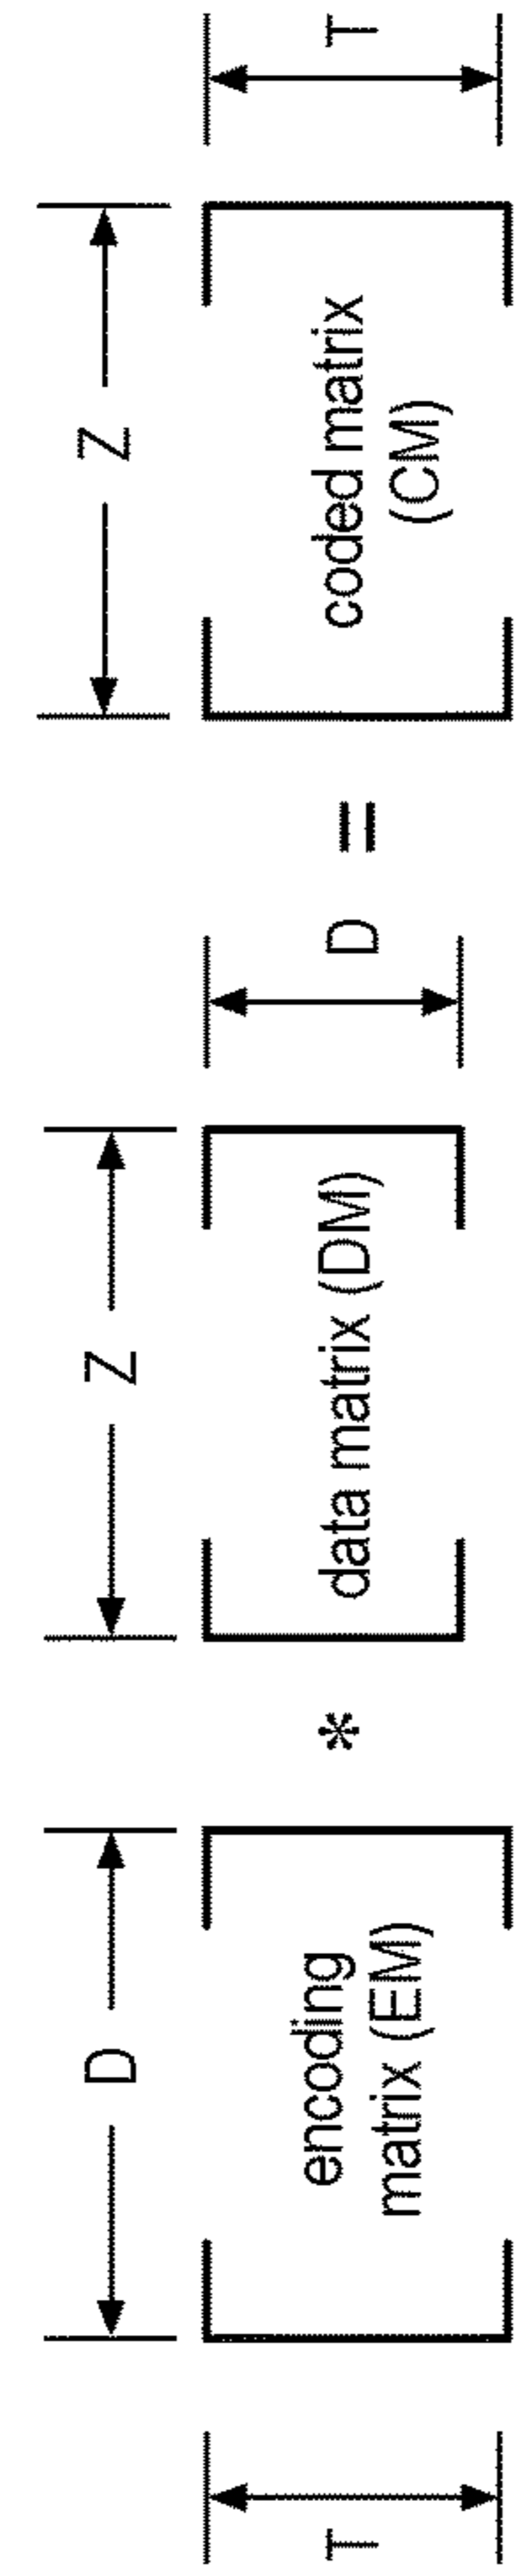 T
D
encoding
matrix (EM)
*
Z
data matrix (DM)
D
=
Z
coded matrix
(CM)
T